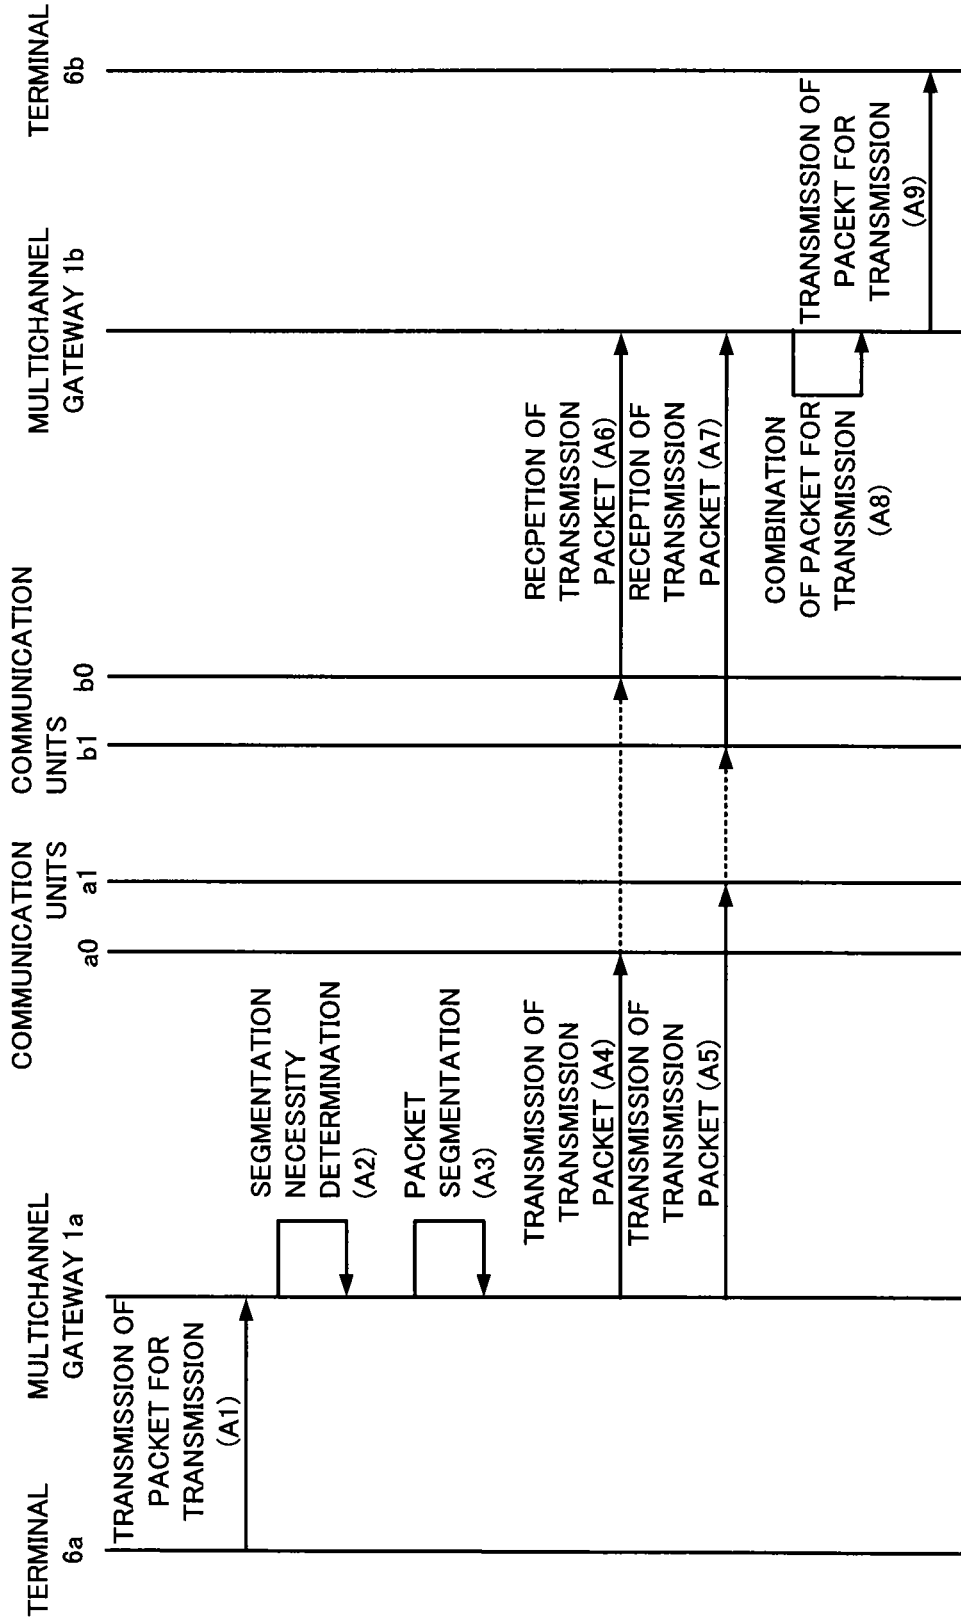 TERMINAL
6a
MULTICHANNEL
GATEWAY 1a
COMMUNICATION
UNITS
a0
a1
COMMUNICATION
UNITS
b1
b0
MULTICHANNEL
GATEWAY 1b
TERMINAL
6b
TRANSMISSION OF
PACKET FOR
TRANSMISSION
(A1)
SEGMENTATION
NECESSITY
DETERMINATION
(A2)
PACKET
SEGMENTATION
(A3)
TRANSMISSION OF
TRANSMISSION
PACKET (A4)
TRANSMISSION OF
TRANSMISSION
PACKET (A5)
RECPETION OF
TRANSMISSION
PACKET (A6)
RECEPTION OF
TRANSMISSION
PACKET (A7)
COMBINATION
OF PACKET FOR
TRANSMISSION
(A8)
TRANSMISSION OF
PACEKT FOR
TRANSMISSION
(A9)